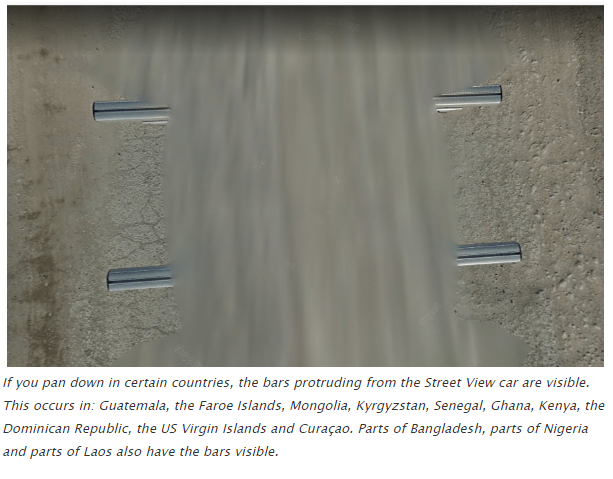 If you pan down in certain countries, the bars protruding from the Street View car are visible.
This occurs in: Guatemala, the Faroe Islands, Mongolia, Kyrgyzstan, Senegal, Ghana, Kenya, the
Dominican Republic, the US Virgin Islands and Curaçao. Parts of Bangladesh, parts of Nigeria
and parts of Laos also have the bars visible.